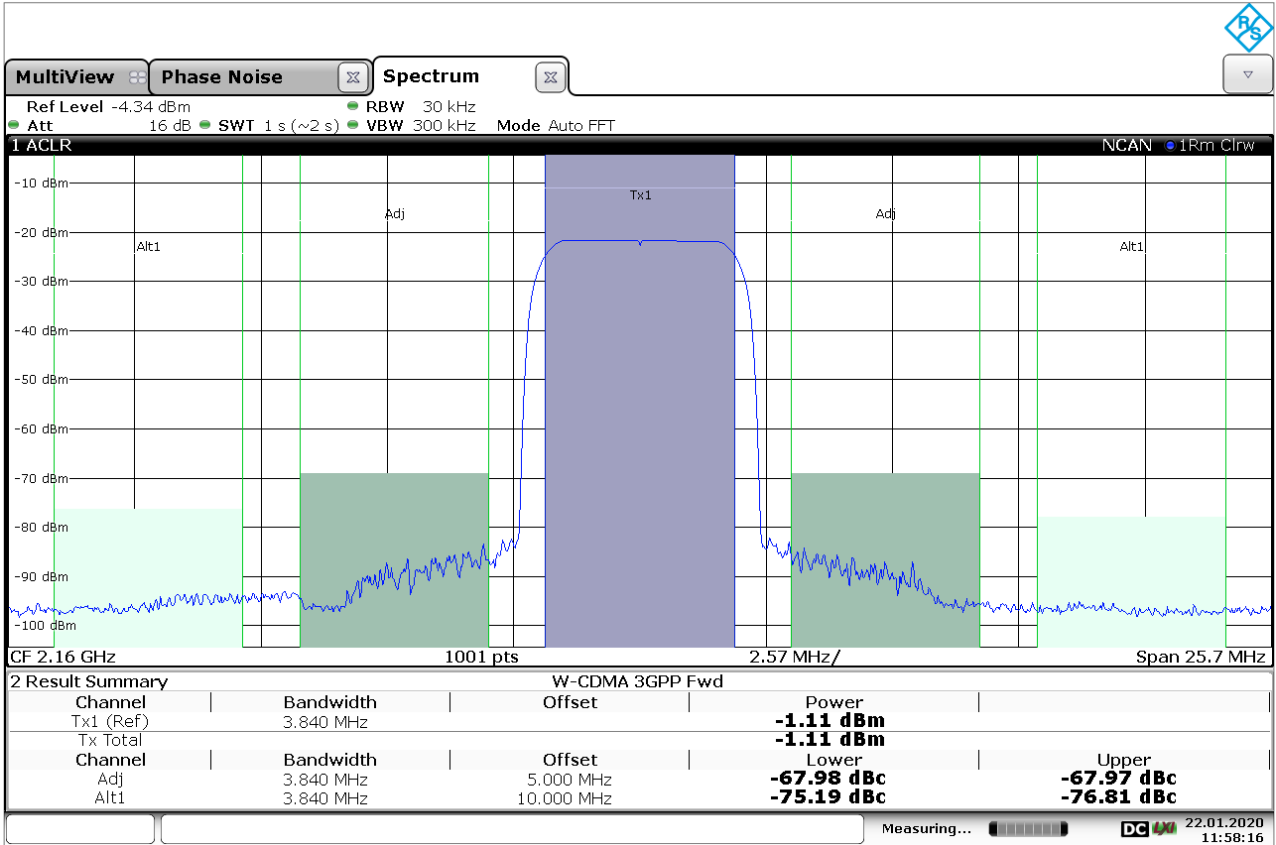 R&S
MultiView Phase Noise Spectrum
Ref Level -4.34 dBm RBW 30 kHz
Att 16 dB SWT 1 s (~2 s) VBW 300 kHz Mode Auto FFT
1 ACLR NCAN 1Rm Clrw
-10 dBm
Tx1
Adj Adj
-20 dBm
Alt1 Alt1
-30 dBm
-40 dBm
-50 dBm
-60 dBm
-70 dBm
-80 dBm
-90 dBm
-100 dBm
CF 2.16 GHz 1001 pts 2.57 MHz/ Span 25.7 MHz
2 Result Summary W-CDMA 3GPP Fwd
Channel Bandwidth Offset Power
Tx1 (Ref) 3.840 MHz -1.11 dBm
Tx Total -1.11 dBm
Channel Bandwidth Offset Lower Upper
Adj 3.840 MHz 5.000 MHz -67.98 dBc -67.97 dBc
Alt1 3.840 MHz 10.000 MHz -75.19 dBc -76.81 dBc
Measuring... DC LXI 22.01.2020
11:58:16